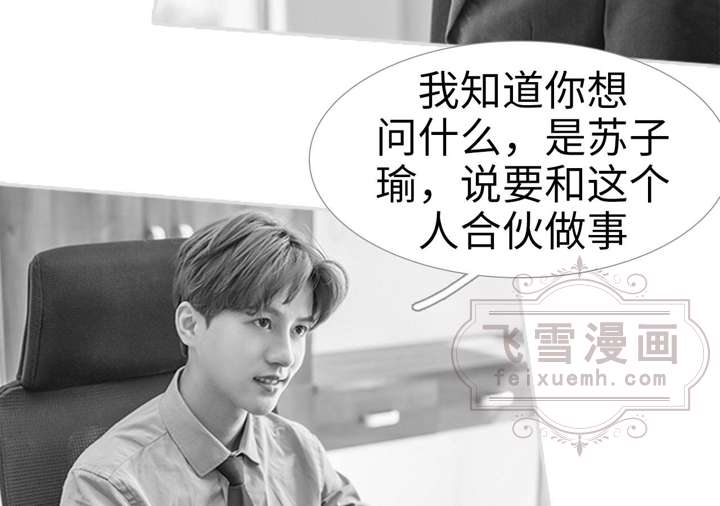 我知道你想
问什么，是苏子
瑜，说要和这个
人合伙做事
飞雪漫画
feixuemh.com